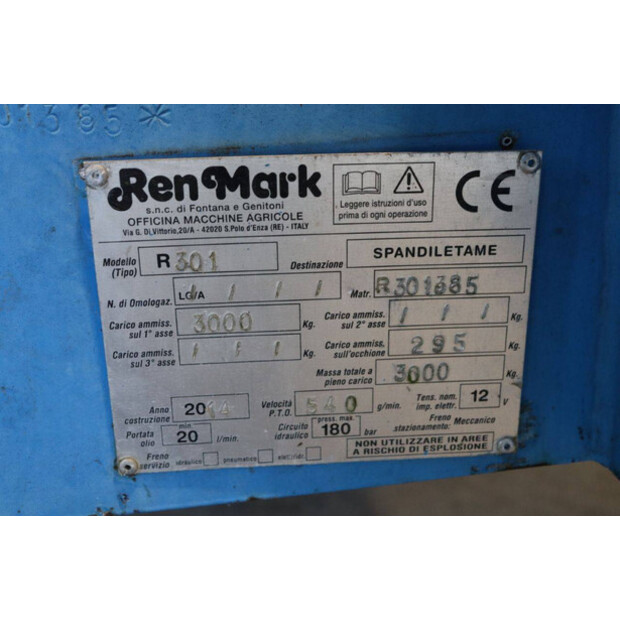 1365*
RenMark
s.n.c. di Fontana e Genitoni
OFFICINA MACCHINE AGRICOLE
Via G. Di Vittorio, 20/A - 42020 S.Polo d'Enza (RE) - ITALY
Leggere istruzioni d'uso
prima di ogni operazione
CE
Modello (Tipo) R 301
Destinazione SPANDILETAME
N. di Omologaz. LG/A / / / /
Matr. R301
Carico ammiss. sul 1° asse 3000 Kg.
Carico ammiss. sul 2° asse / / / Kg.
Carico ammiss. sul 3° asse / / / Kg.
Carico ammiss. sull'occhione 295 Kg.
Massa totale a pieno carico 3000 Kg.
Anno costruzione 2014
Velocità P.T.O. 540 g/min.
Tens. nom. imp. elettr. 12 V
Portata olio min. 20 l/min.
Circuito idraulico press. max. 180 bar
Freno stazionamento: Meccanico
Freno servizio idraulico pneumatico elettrico
NON UTILIZZARE IN AREE
A RISCHIO DI ESPLOSIONE